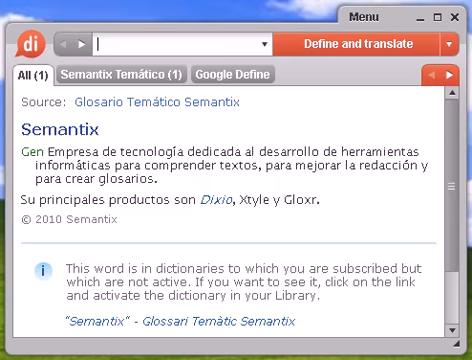 Menu
di
Define and translate
All (1) Semantix Temático (1) Google Define
Source: Glosario Temático Semantix
Semantix
Gen Empresa de tecnología dedicada al desarrollo de herramientas
informáticas para comprender textos, para mejorar la redacción y
para crear glosarios.
Su principales productos son Dixio, Xtyle y Gloxr.
© 2010 Semantix
i
This word is in dictionaries to which you are subscribed but
which are not active. If you want to see it, click on the link
and activate the dictionary in your Library.
"Semantix" - Glossari Temàtic Semantix